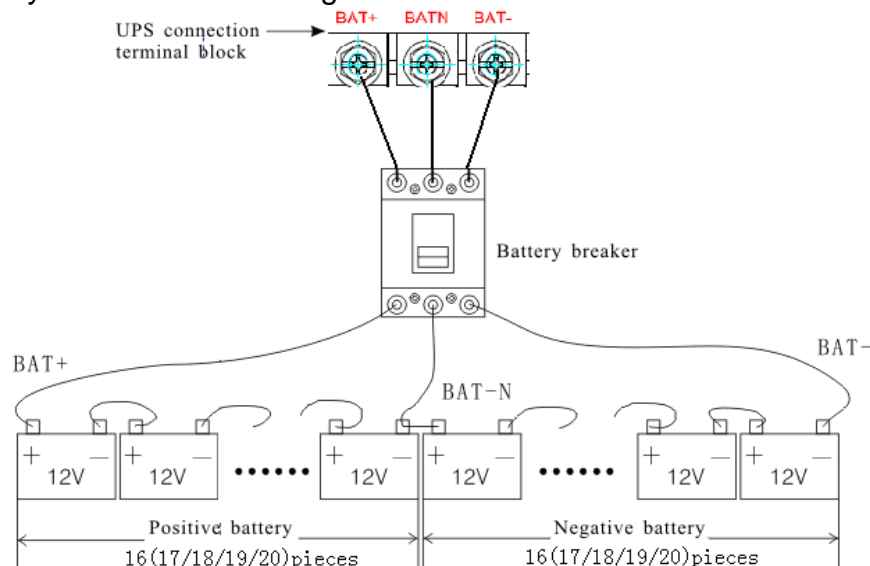 BAT+ BATN BAT-
UPS connection
terminal block
Battery breaker
BAT+
BAT-
BAT-N
+ — + — + — + — + — + —
12V 12V 12V 12V 12V 12V
Positive battery
Negative battery
16(17/18/19/20)pieces
16(17/18/19/20)pieces